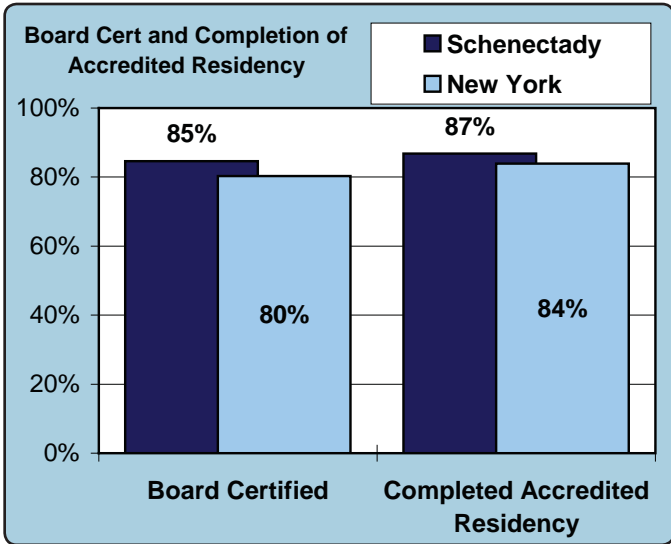 Board Cert and Completion of
Accredited Residency
Schenectady
New York
100%
80%
60%
40%
20%
0%
85%
80%
87%
84%
Board Certified
Completed Accredited
Residency